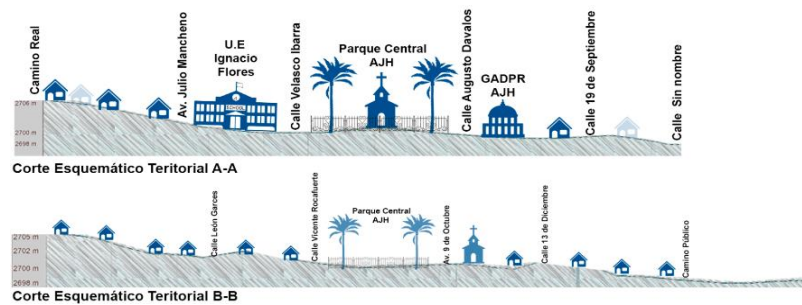 Camino Real
Av. Julio Mancheno
U.E
Ignacio
Flores
SCHOOL
Calle Velasco Ibarra
Parque Central
AJH
Calle Augusto Davalos
GADPR
AJH
Calle 19 de Septiembre
Calle Sin nombre
2706 m
2700 m
2698 m
Corte Esquemático Teritorial A-A
Calle León Garces
Calle Vicente Rocafuerte
Parque Central
AJH
Av. 9 de Octubre
Calle 13 de Diciembre
Camino Público
2705 m
2702 m
2700 m
2698 m
Corte Esquemático Teritorial B-B